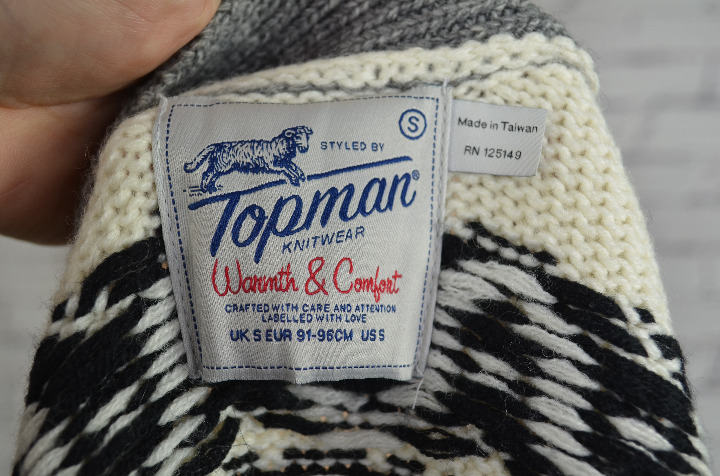 S
STYLED BY
Topman®
KNITWEAR
Warmth & Comfort
CRAFTED WITH CARE AND ATTENTION
LABELLED WITH LOVE
UK S EUR 91-96CM US S
Made in Taiwan
RN 125149